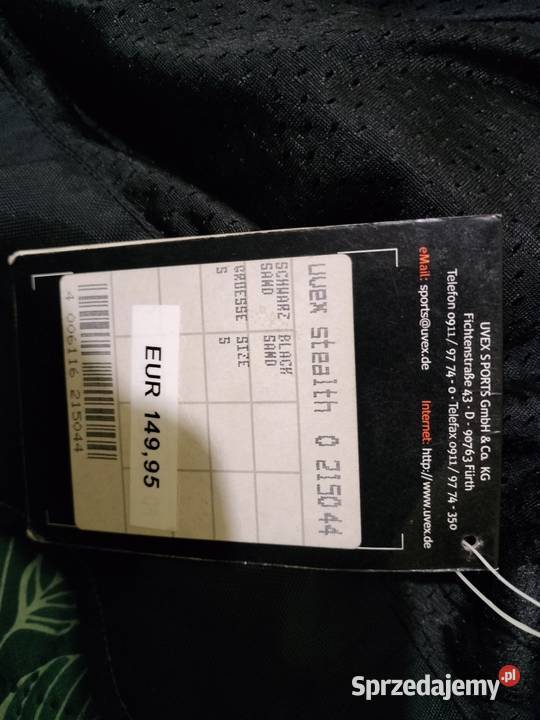 UVEX SPORTS GmbH & Co. KG
Fichtenstraße 43 - D - 90763 Fürth
Telefon 0911/ 97 74 - 0 · Telefax 0911/ 97 74 - 350
eMail: sports@uvex.de Internet: http://www.uvex.de
uvex stealth 0 215044
SCHWARZ BLACK
SAND SAND
GROESSE SIZE
S S
EUR 149,95
4 006116 215044
Sprzedajemy.pl